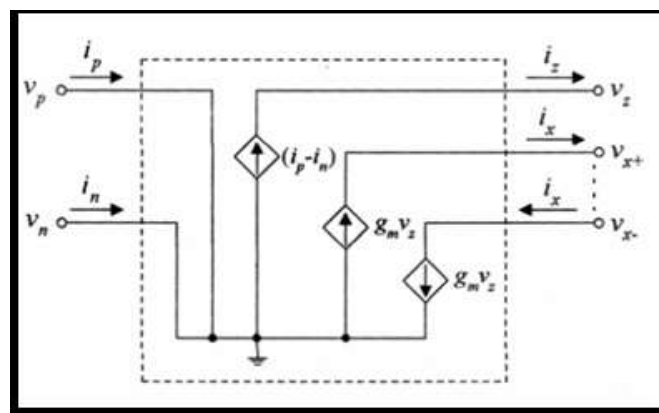 i_p
v_p
i_z
v_z
(i_p-i_n)
i_x
v_x+
i_n
v_n
g_m v_z
i_x
v_x-
g_m v_z